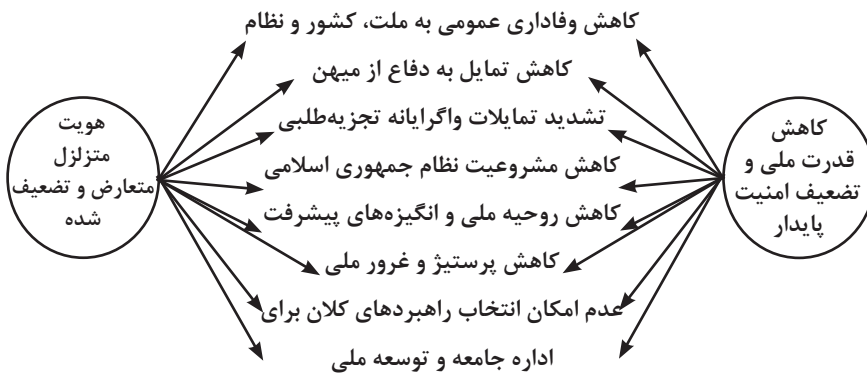 کاهش وفاداری عمومی به ملت، کشور و نظام
کاهش تمایل به دفاع از میهن
تشدید تمایلات واگرایانه تجزیه‌طلبی
کاهش مشروعیت نظام جمهوری اسلامی
کاهش روحیه ملی و انگیزه‌های پیشرفت
کاهش پرستیژ و غرور ملی
عدم امکان انتخاب راهبردهای کلان برای
اداره جامعه و توسعه ملی
کاهش
قدرت ملی و
تضعیف امنیت
پایدار
هویت
متزلزل
متعارض و تضعیف
شده